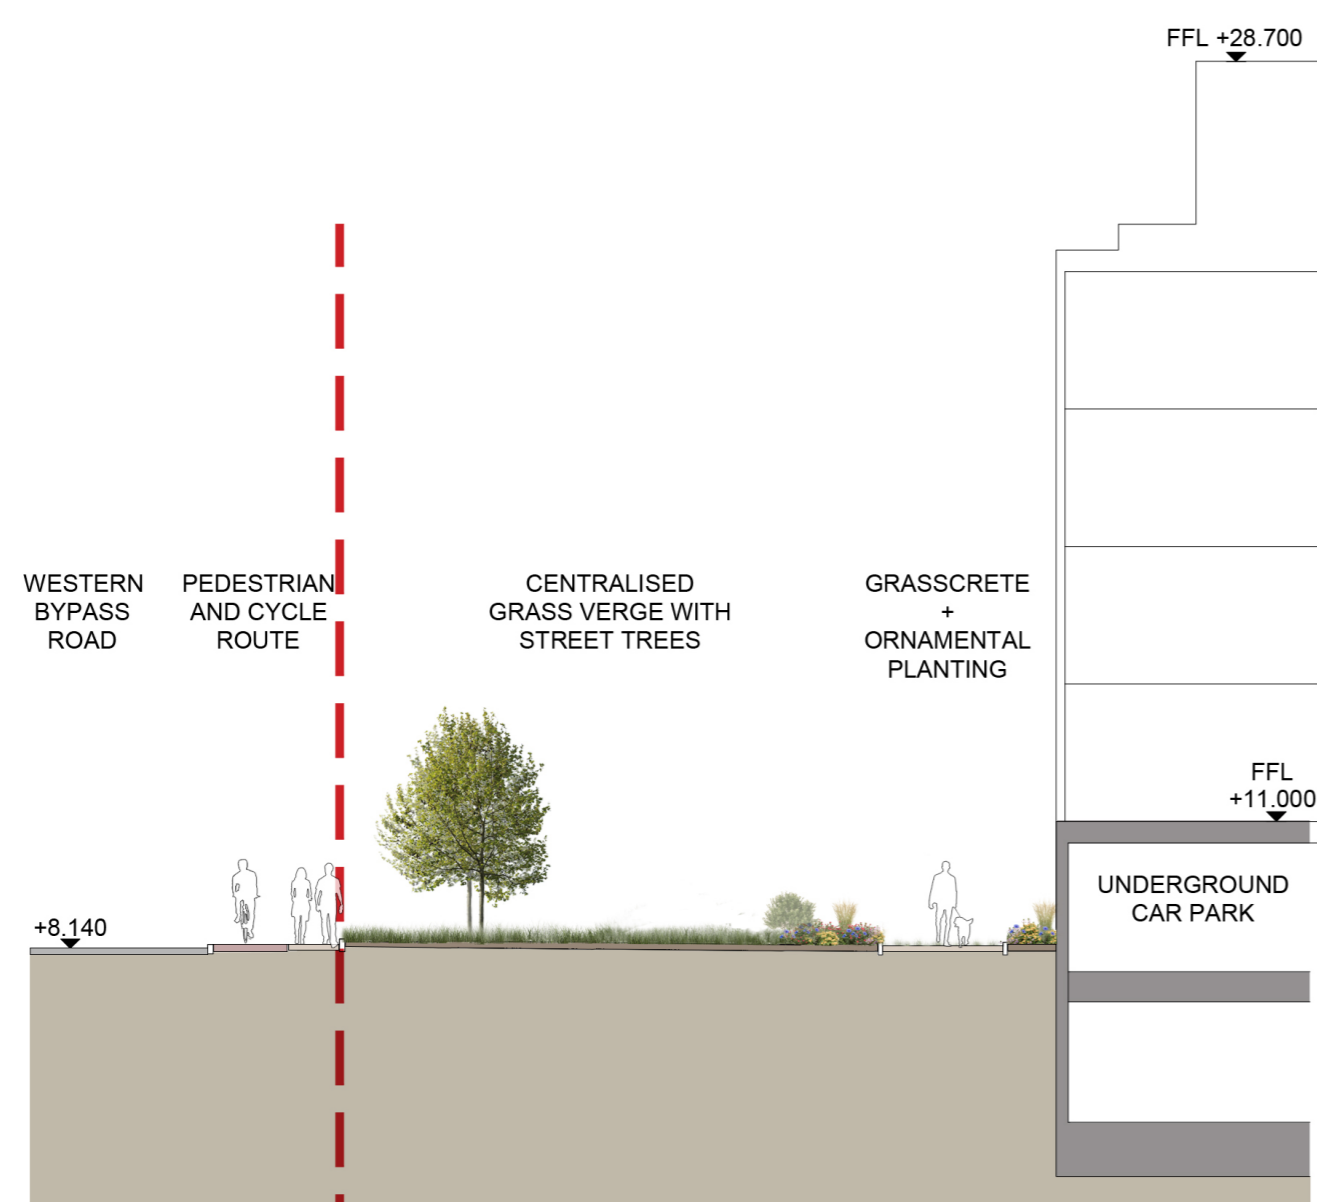 FFL +28.700
WESTERN
BYPASS
ROAD
PEDESTRIAN
AND CYCLE
ROUTE
CENTRALISED
GRASS VERGE WITH
STREET TREES
GRASSCRETE
+
ORNAMENTAL
PLANTING
FFL
+11.000
UNDERGROUND
CAR PARK
+8.140